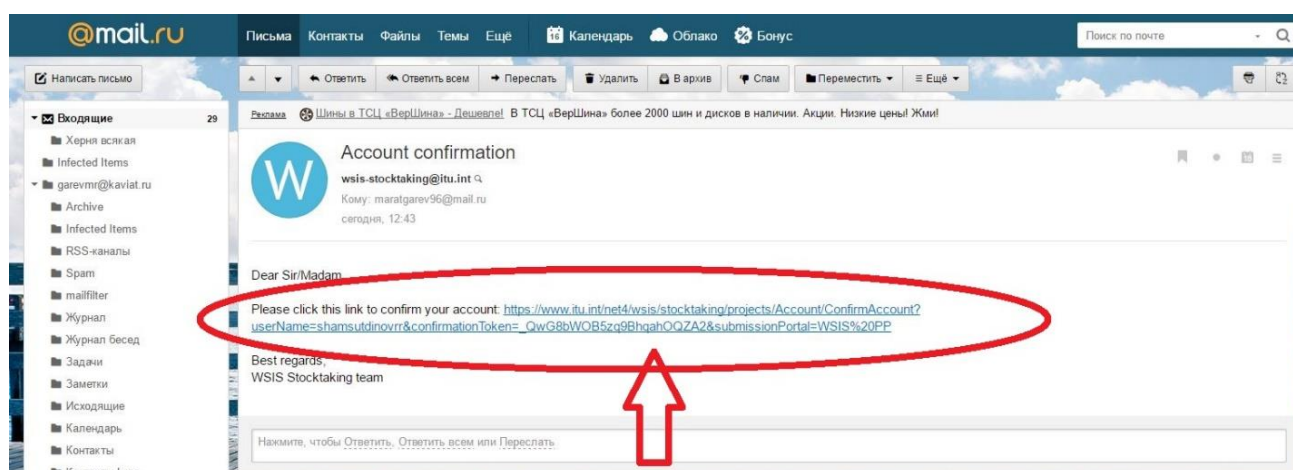 @mail.ru
Письма Контакты Файлы Темы Ещё 16 Календарь Облако Бонус Поиск по почте
Написать письмо Ответить Ответить всем Переслать Удалить В архив Спам Переместить Ещё
Реклама Шины в ТСЦ «ВерШина» - Дешевле! В ТСЦ «ВерШина» более 2000 шин и дисков в наличии. Акции. Низкие цены! Жми!
Входящие 29
Херня всякая
Infected Items
garevmr@kaviat.ru
Archive
Infected Items
RSS-каналы
Spam
mailfilter
Журнал
Журнал бесед
Задачи
Заметки
Исходящие
Календарь
Контакты
W
Account confirmation
wsis-stocktaking@itu.int
Кому: maratgarev96@mail.ru
сегодня, 12:43
Dear Sir/Madam
Please click this link to confirm your account: https://www.itu.int/net4/wsis/stocktaking/projects/Account/ConfirmAccount?
userName=shamsutdinovrr&confirmationToken=_QwG8bWOB5zq9BhqahOQZA2&submissionPortal=WSIS%20PP
Best regards,
WSIS Stocktaking team
Нажмите, чтобы Ответить, Ответить всем или Переслать